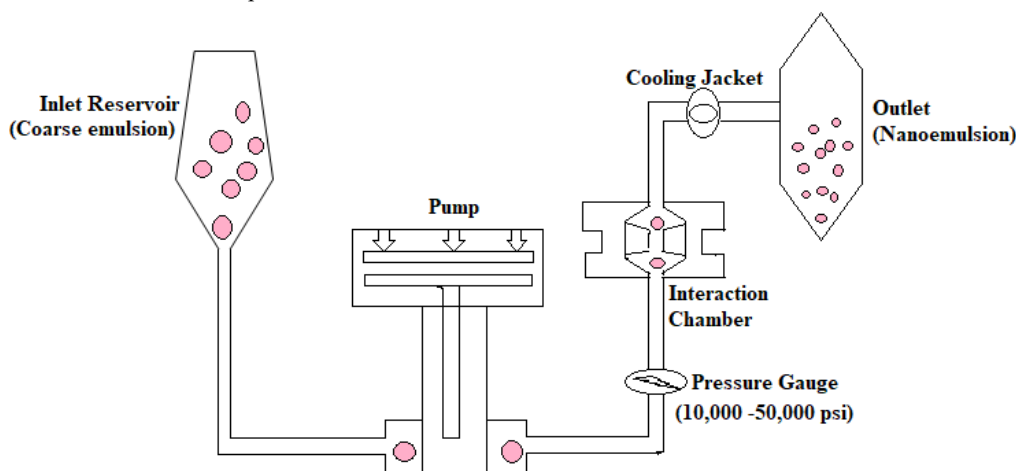 Inlet Reservoir
(Coarse emulsion)
Pump
Cooling Jacket
Outlet
(Nanoemulsion)
Interaction
Chamber
Pressure Gauge
(10,000 -50,000 psi)